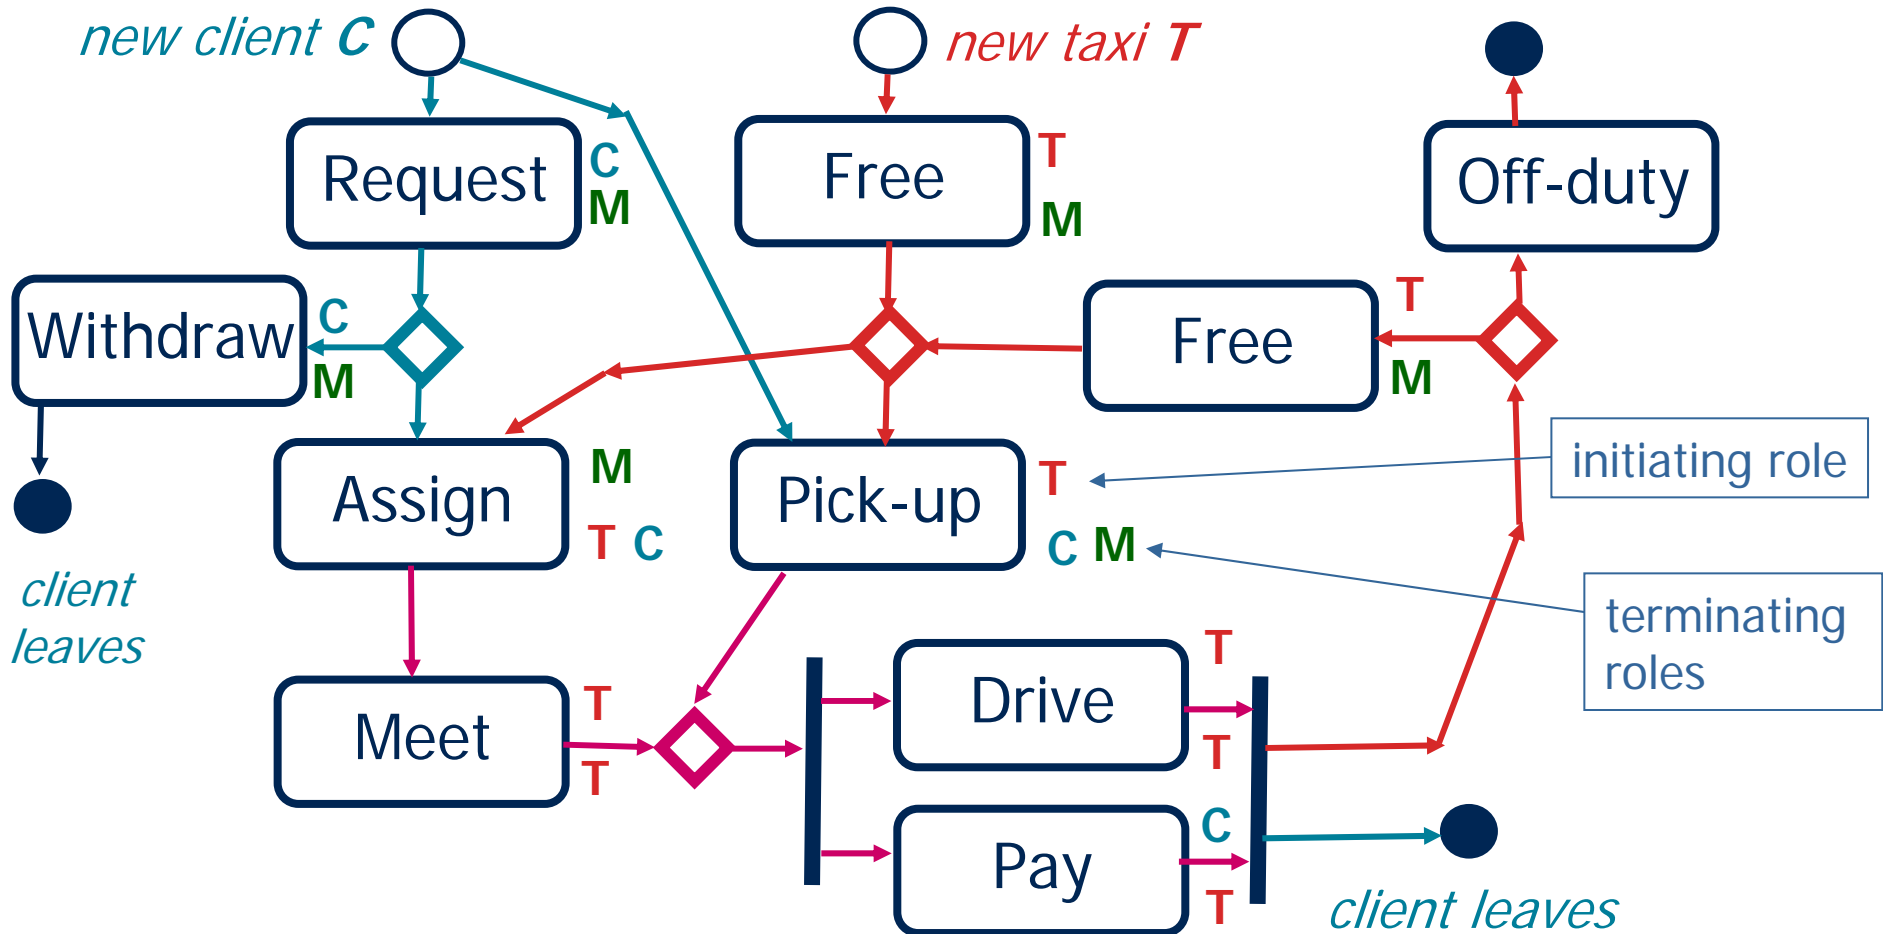 new client C
new taxi T
Request
C
M
Free
T
M
Off-duty
Withdraw
C
M
Free
T
M
Assign
M
T C
Pick-up
T
C M
initiating role
client
leaves
terminating
roles
Meet
T
T
Drive
T
T
Pay
C
T
client leaves